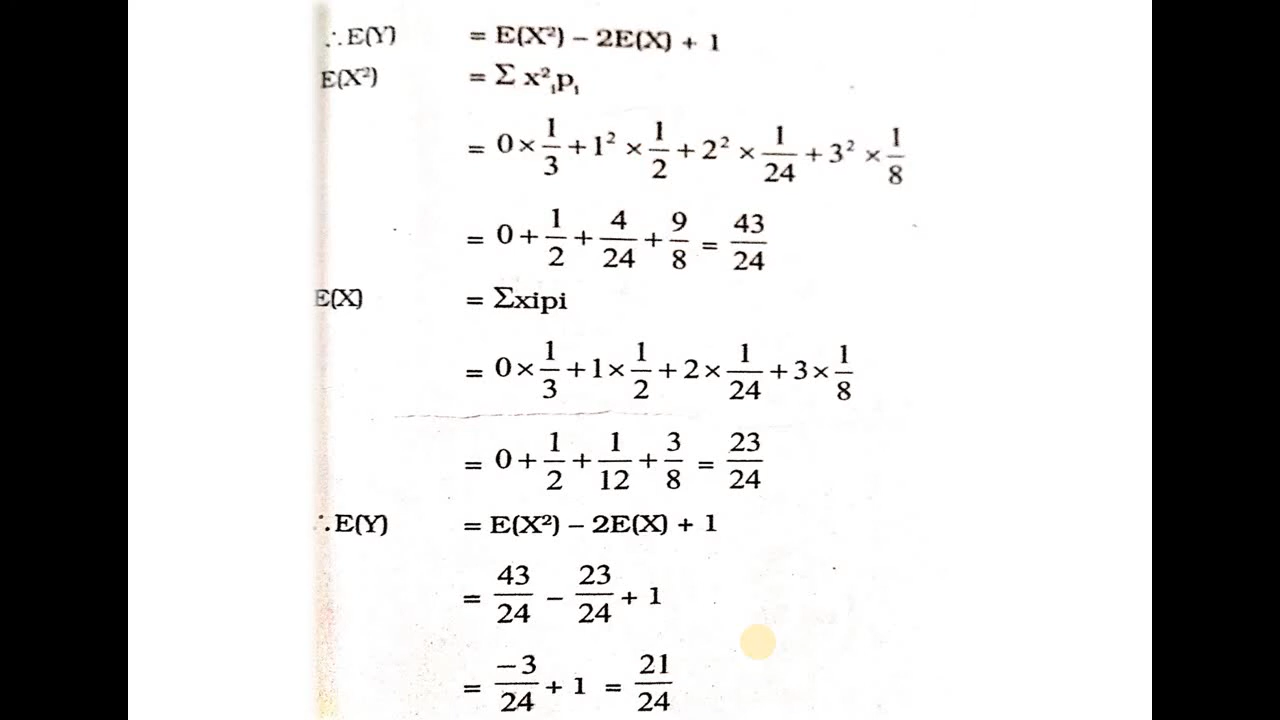 ∴E(Y) = E(X²) – 2E(X) + 1
E(X²) = Σ x²₁p₁
= 0 × 1/3 + 1² × 1/2 + 2² × 1/24 + 3² × 1/8
= 0 + 1/2 + 4/24 + 9/8 = 43/24
E(X) = Σxipi
= 0 × 1/3 + 1 × 1/2 + 2 × 1/24 + 3 × 1/8
= 0 + 1/2 + 1/12 + 3/8 = 23/24
∴E(Y) = E(X²) – 2E(X) + 1
= 43/24 – 23/24 + 1
= –3/24 + 1 = 21/24